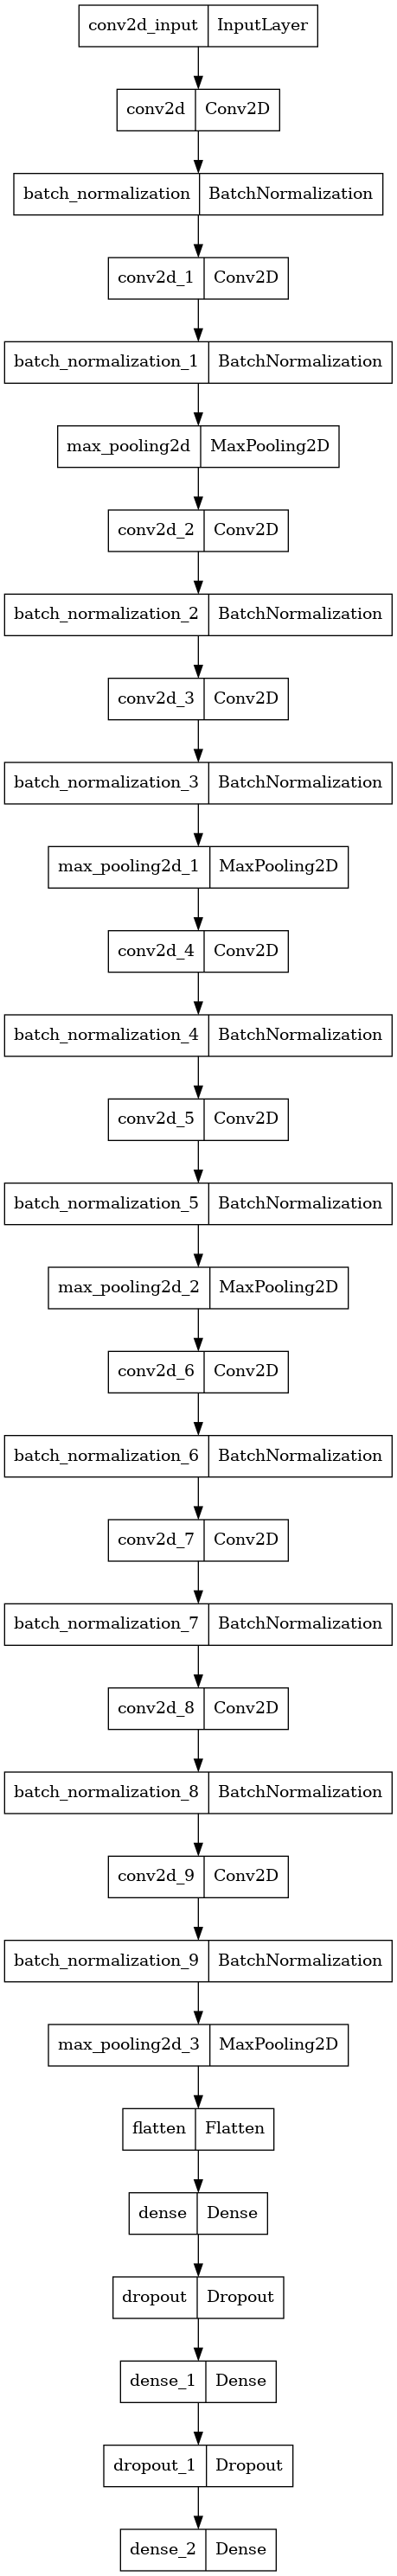 conv2d_input InputLayer
conv2d Conv2D
batch_normalization BatchNormalization
conv2d_1 Conv2D
batch_normalization_1 BatchNormalization
max_pooling2d MaxPooling2D
conv2d_2 Conv2D
batch_normalization_2 BatchNormalization
conv2d_3 Conv2D
batch_normalization_3 BatchNormalization
max_pooling2d_1 MaxPooling2D
conv2d_4 Conv2D
batch_normalization_4 BatchNormalization
conv2d_5 Conv2D
batch_normalization_5 BatchNormalization
max_pooling2d_2 MaxPooling2D
conv2d_6 Conv2D
batch_normalization_6 BatchNormalization
conv2d_7 Conv2D
batch_normalization_7 BatchNormalization
conv2d_8 Conv2D
batch_normalization_8 BatchNormalization
conv2d_9 Conv2D
batch_normalization_9 BatchNormalization
max_pooling2d_3 MaxPooling2D
flatten Flatten
dense Dense
dropout Dropout
dense_1 Dense
dropout_1 Dropout
dense_2 Dense